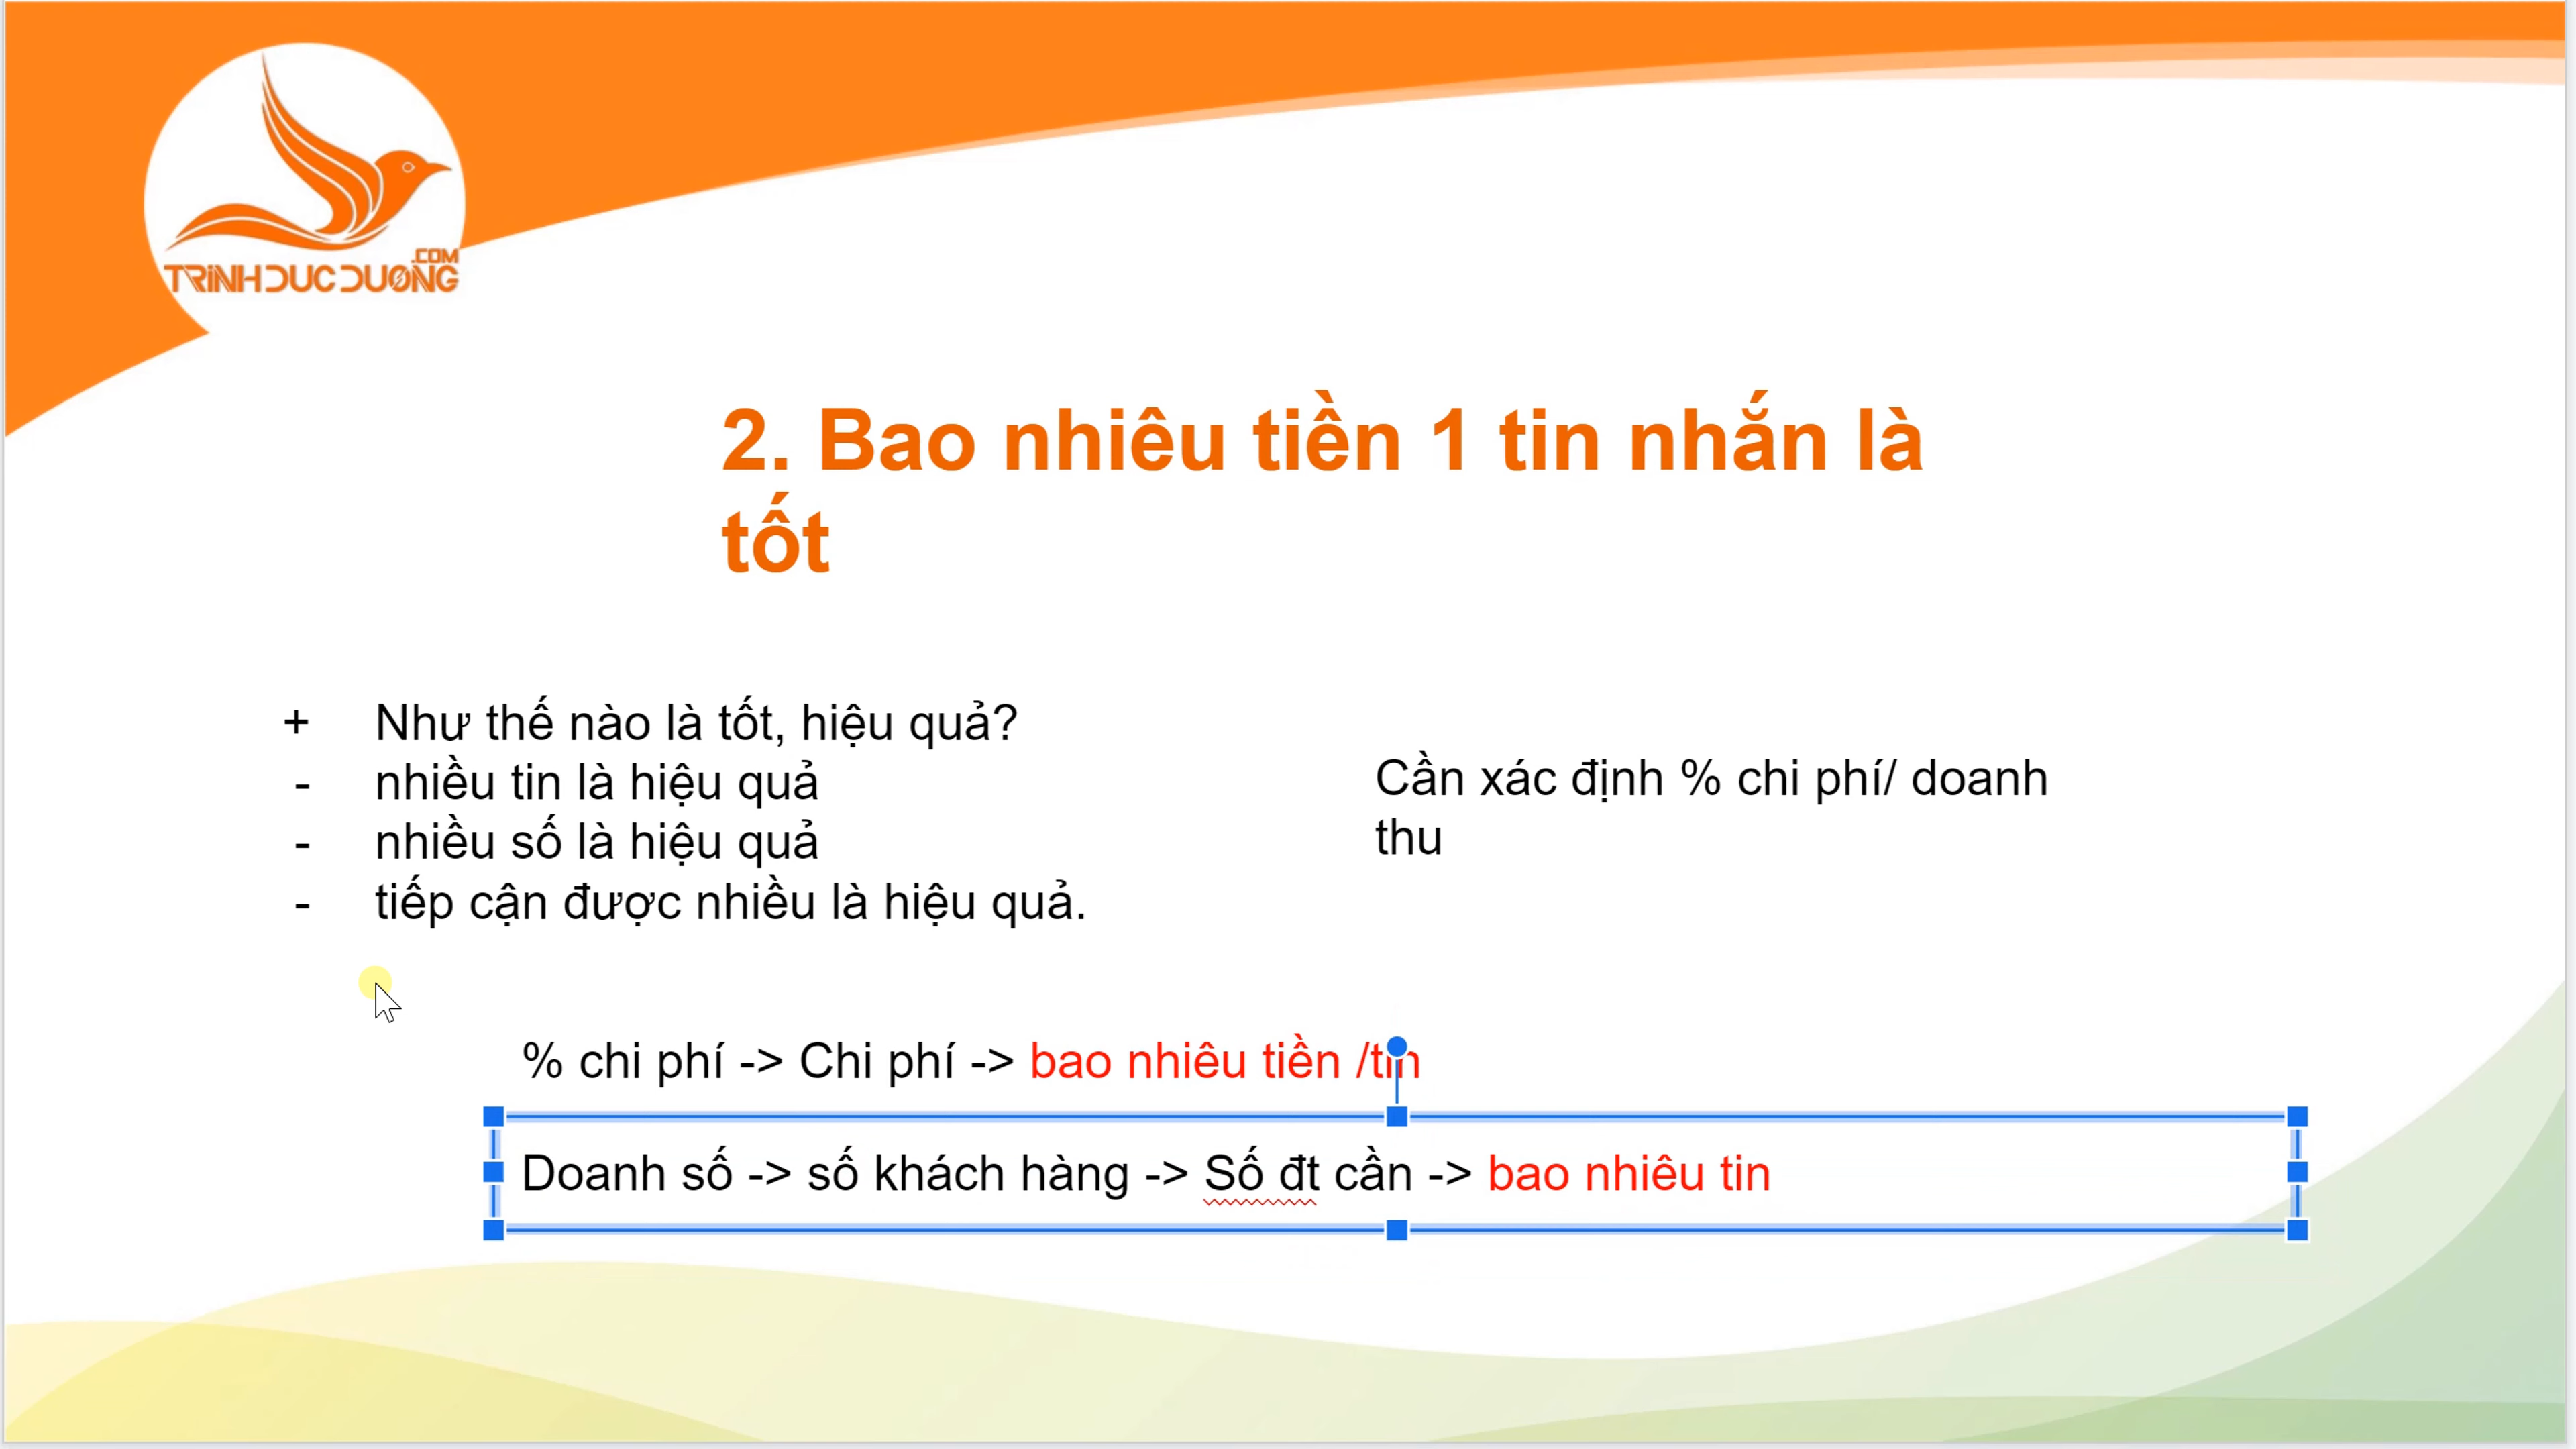 .COM
TRINHDUCDUONG
2. Bao nhiêu tiền 1 tin nhắn là
tốt
+ Như thế nào là tốt, hiệu quả?
- nhiều tin là hiệu quả
- nhiều số là hiệu quả
- tiếp cận được nhiều là hiệu quả.
Cần xác định % chi phí/ doanh
thu
% chi phí -> Chi phí -> bao nhiêu tiền /tin
Doanh số -> số khách hàng -> Số đt cần -> bao nhiêu tin